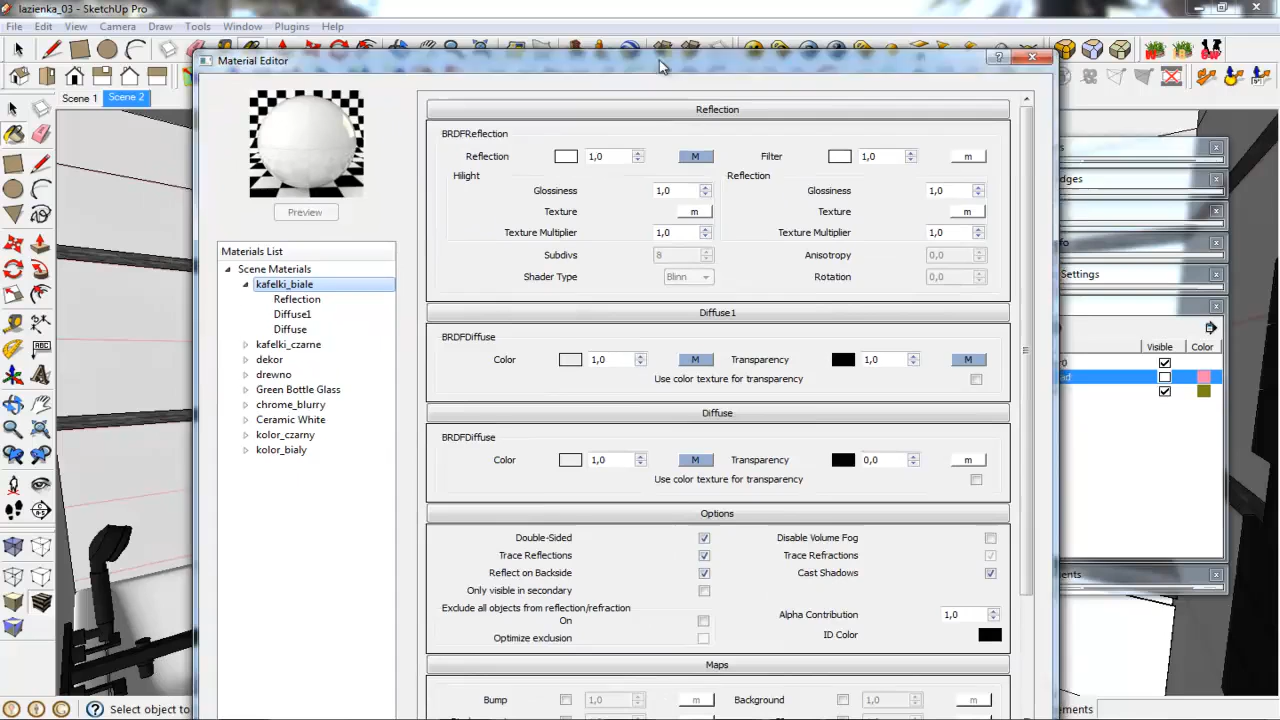 lazienka_03 - SketchUp Pro
File Edit View Camera Draw Tools Window Plugins Help
Material Editor
?
Scene 1 Scene 2
Preview
Materials List
Scene Materials
kafelki_biale
Reflection
Diffuse1
Diffuse
kafelki_czarne
dekor
drewno
Green Bottle Glass
chrome_blurry
Ceramic White
kolor_czarny
kolor_bialy
Reflection
BRDFReflection
Reflection 1,0 M Filter 1,0 m
Hilight Reflection
Glossiness 1,0 Glossiness 1,0
Texture m Texture m
Texture Multiplier 1,0 Texture Multiplier 1,0
Subdivs 8 Anisotropy 0,0
Shader Type Blinn Rotation 0,0
Diffuse1
BRDFDiffuse
Color 1,0 M Transparency 1,0 M
Use color texture for transparency
Diffuse
BRDFDiffuse
Color 1,0 M Transparency 0,0 m
Use color texture for transparency
Options
Double-Sided Disable Volume Fog
Trace Reflections Trace Refractions
Reflect on Backside Cast Shadows
Only visible in secondary
Exclude all objects from reflection/refraction
On Alpha Contribution 1,0
Optimize exclusion ID Color
Maps
Bump 1,0 m Background 1,0 m
s
dges
fo
Settings
Visible Color
r0
ad
ents
ABC
Select object to
ements